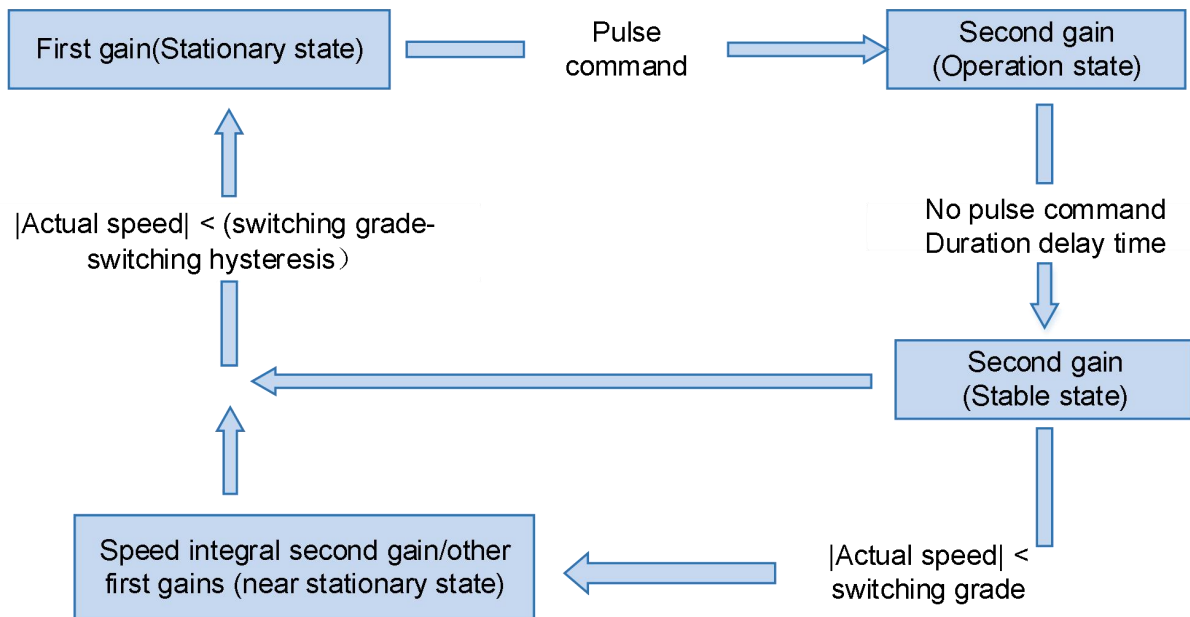 First gain(Stationary state)
Pulse
command
Second gain
(Operation state)
|Actual speed| < (switching grade-
switching hysteresis）
No pulse command
Duration delay time
Second gain
(Stable state)
Speed integral second gain/other
first gains (near stationary state)
|Actual speed| <
switching grade